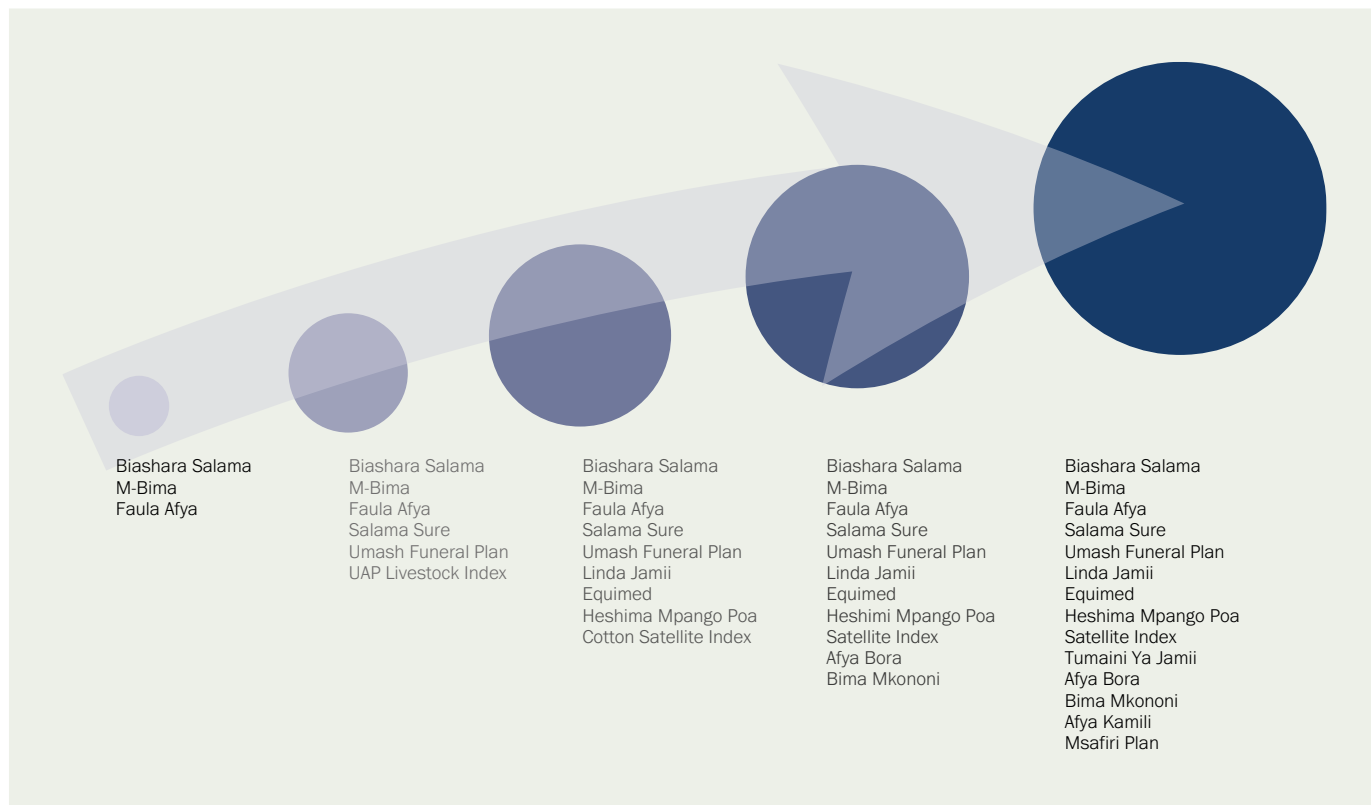 Biashara Salama
M-Bima
Faula Afya
Biashara Salama
M-Bima
Faula Afya
Salama Sure
Umash Funeral Plan
UAP Livestock Index
Biashara Salama
M-Bima
Faula Afya
Salama Sure
Umash Funeral Plan
Linda Jamii
Equimed
Heshima Mpango Poa
Cotton Satellite Index
Biashara Salama
M-Bima
Faula Afya
Salama Sure
Umash Funeral Plan
Linda Jamii
Equimed
Heshimi Mpango Poa
Satellite Index
Afya Bora
Bima Mkononi
Biashara Salama
M-Bima
Faula Afya
Salama Sure
Umash Funeral Plan
Linda Jamii
Equimed
Heshima Mpango Poa
Satellite Index
Tumaini Ya Jamii
Afya Bora
Bima Mkononi
Afya Kamili
Msafiri Plan